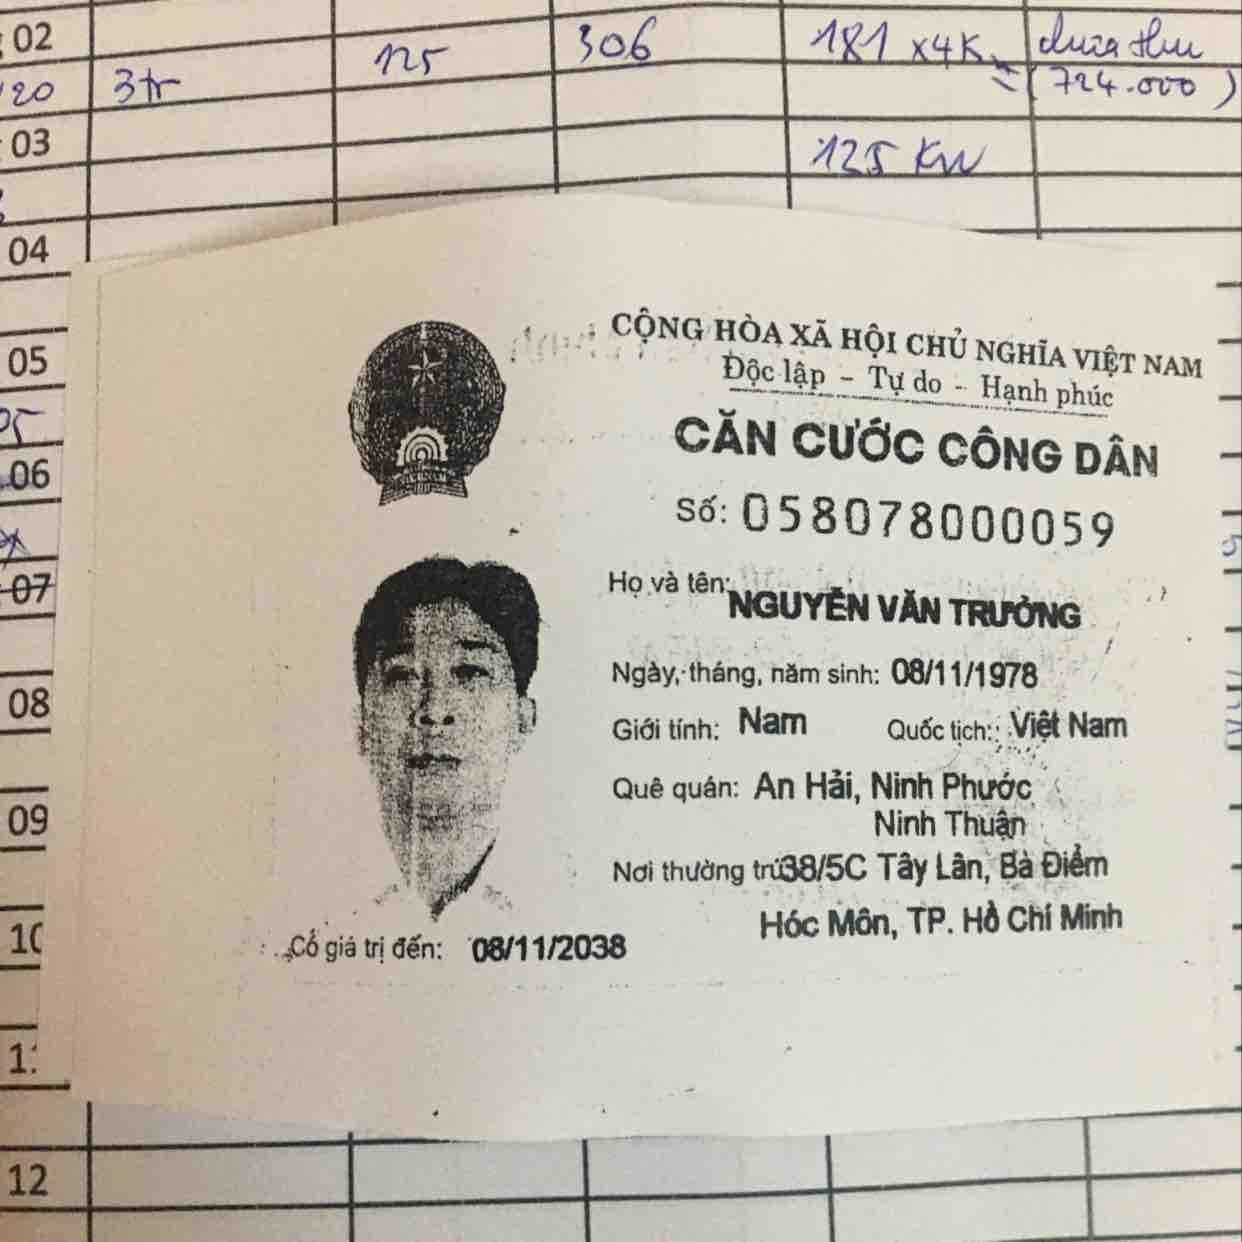 02
125
306
181 x4K
chưa thu
20
3tr
= (724.000)
03
125 KW
04
05
05
06
07
08
09
10
12
CỘNG HÒA XÃ HỘI CHỦ NGHĨA VIỆT NAM
Độc lập - Tự do - Hạnh phúc
CĂN CƯỚC CÔNG DÂN
Số: 058078000059
Họ và tên: NGUYỄN VĂN TRƯỞNG
Ngày, tháng, năm sinh: 08/11/1978
Giới tính: Nam Quốc tịch: Việt Nam
Quê quán: An Hải, Ninh Phước
Ninh Thuận
Nơi thường trú: 38/5C Tây Lân, Bà Điểm
Hóc Môn, TP. Hồ Chí Minh
Có giá trị đến: 08/11/2038